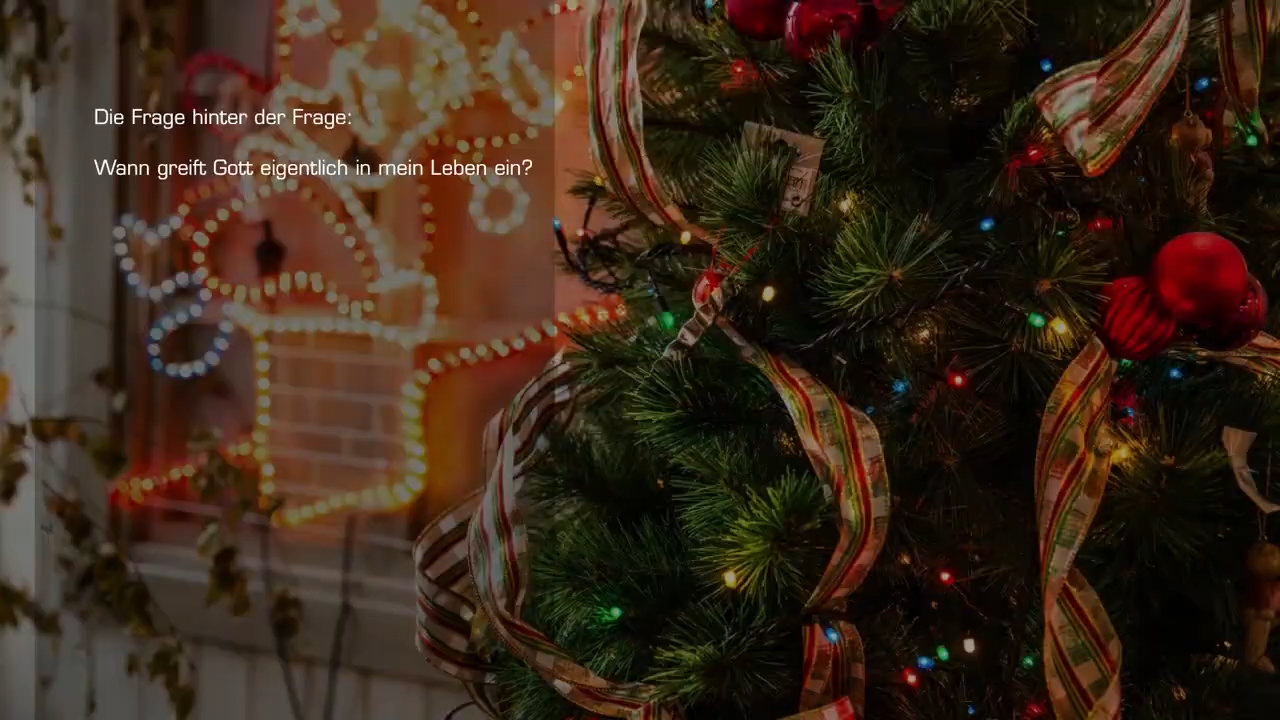 Die Frage hinter der Frage:
Wann greift Gott eigentlich in mein Leben ein?